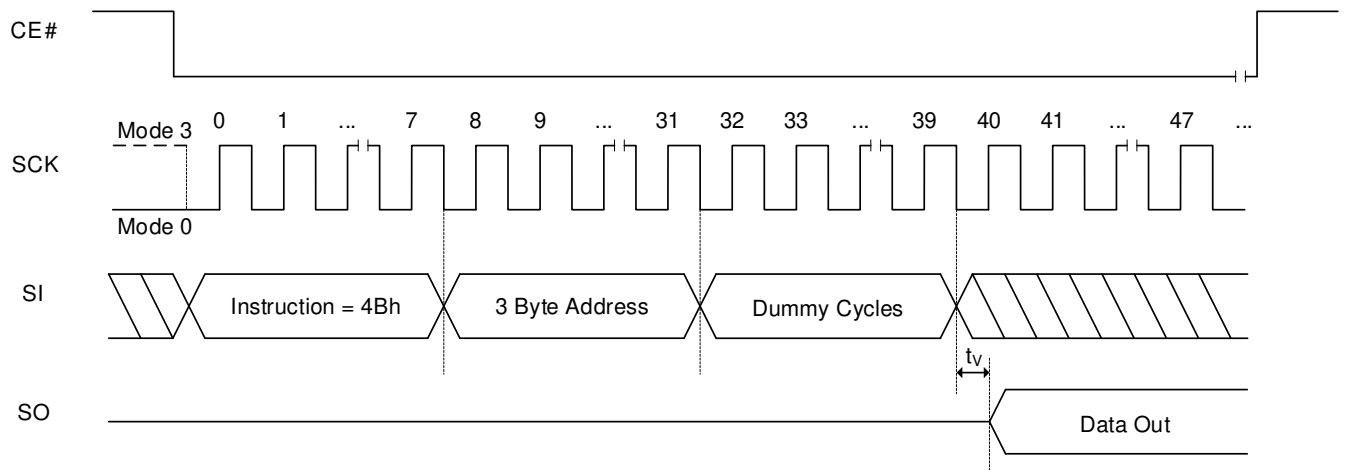 CE#
Mode 3 0 1 ... 7 8 9 ... 31 32 33 ... 39 40 41 ... 47 ...
SCK
Mode 0
SI Instruction = 4Bh 3 Byte Address Dummy Cycles
tV
SO Data Out